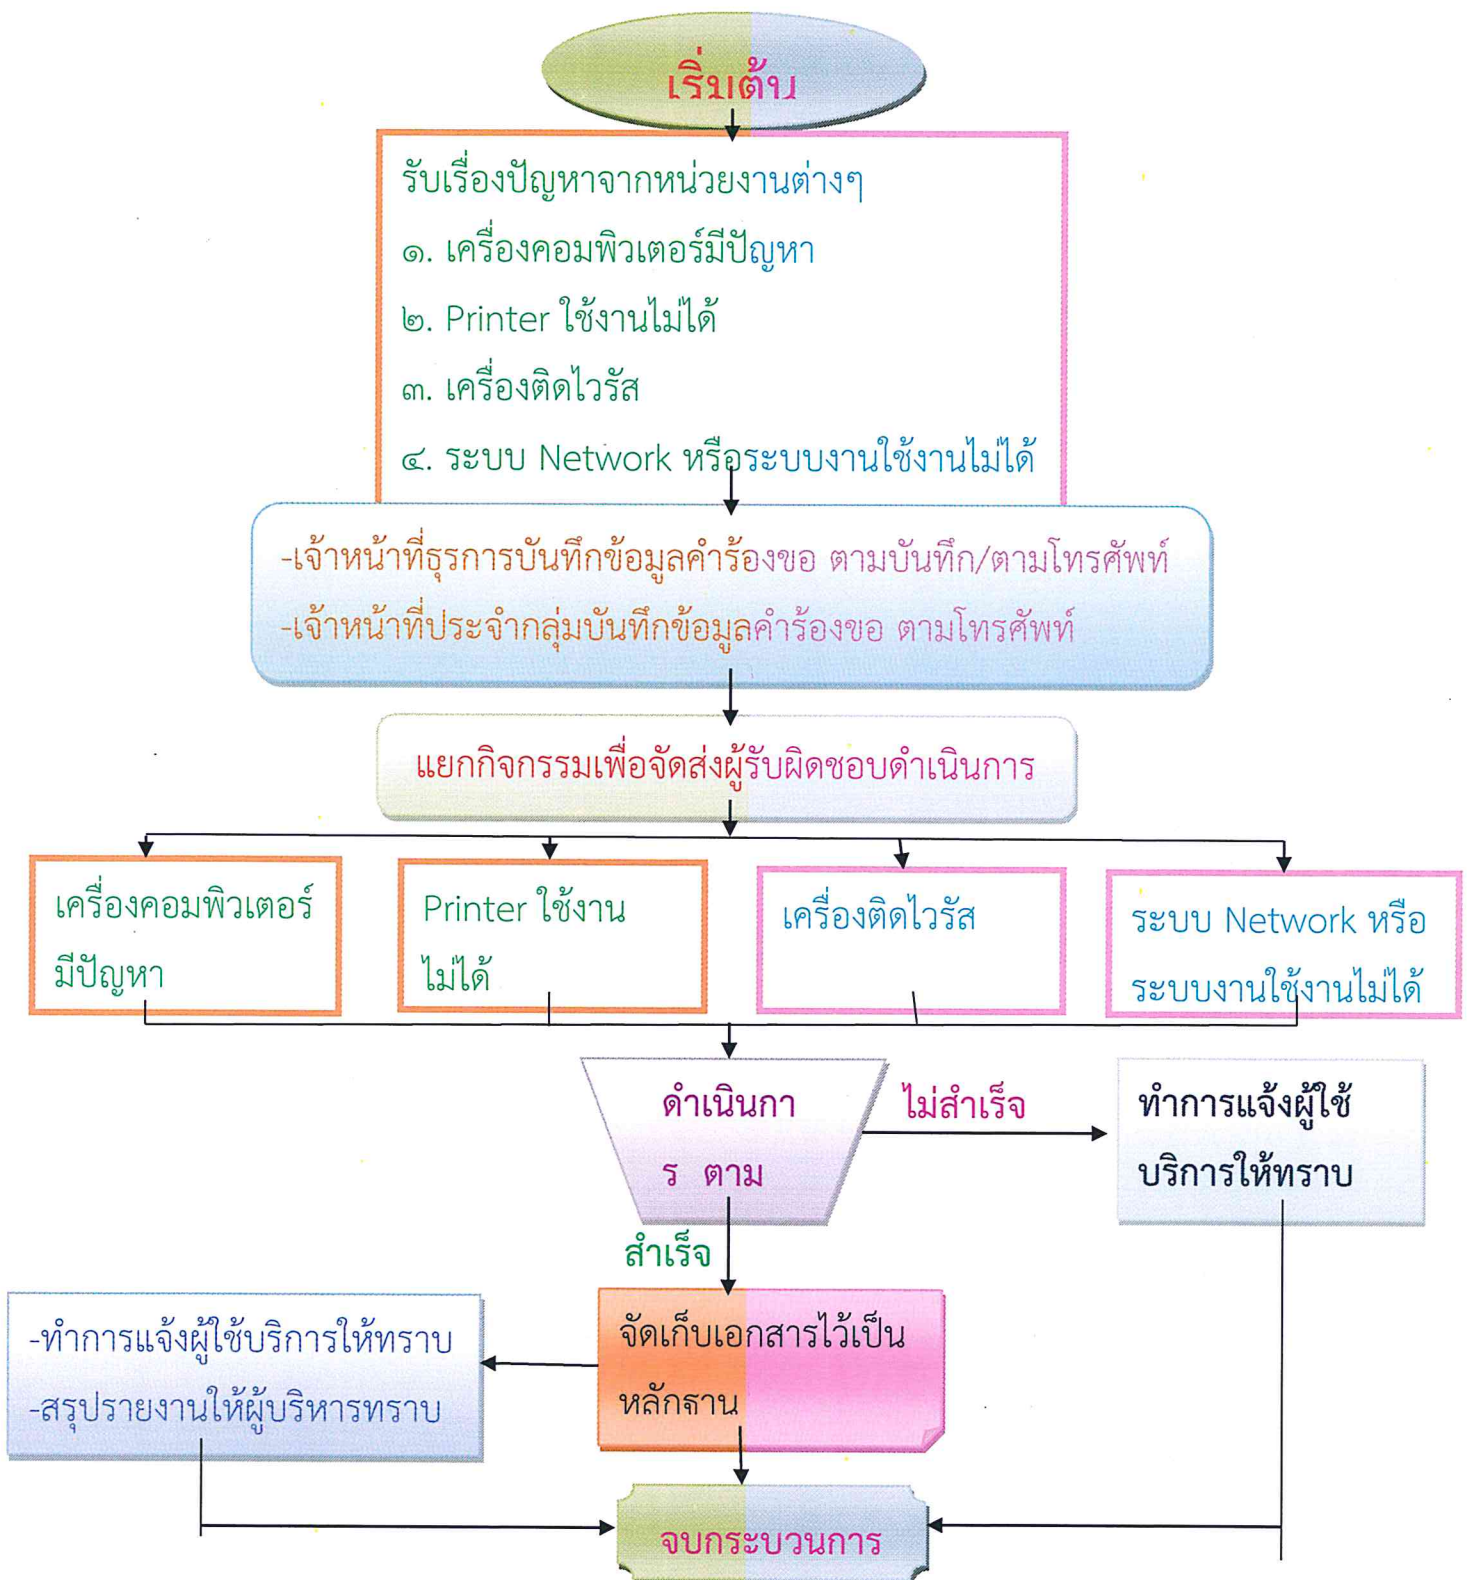 เริ่มต้น
รับเรื่องปัญหาจากหน่วยงานต่างๆ
๑. เครื่องคอมพิวเตอร์มีปัญหา
๒. Printer ใช้งานไม่ได้
๓. เครื่องติดไวรัส
๔. ระบบ Network หรือระบบงานใช้งานไม่ได้
-เจ้าหน้าที่ธุรการบันทึกข้อมูลคำร้องขอ ตามบันทึก/ตามโทรศัพท์
-เจ้าหน้าที่ประจำกลุ่มบันทึกข้อมูลคำร้องขอ ตามโทรศัพท์
แยกกิจกรรมเพื่อจัดส่งผู้รับผิดชอบดำเนินการ
เครื่องคอมพิวเตอร์
มีปัญหา
Printer ใช้งาน
ไม่ได้
เครื่องติดไวรัส
ระบบ Network หรือ
ระบบงานใช้งานไม่ได้
ดำเนินกา
ร ตาม
ไม่สำเร็จ
ทำการแจ้งผู้ใช้
บริการให้ทราบ
สำเร็จ
จัดเก็บเอกสารไว้เป็น
หลักฐาน
-ทำการแจ้งผู้ใช้บริการให้ทราบ
-สรุปรายงานให้ผู้บริหารทราบ
จบกระบวนการ